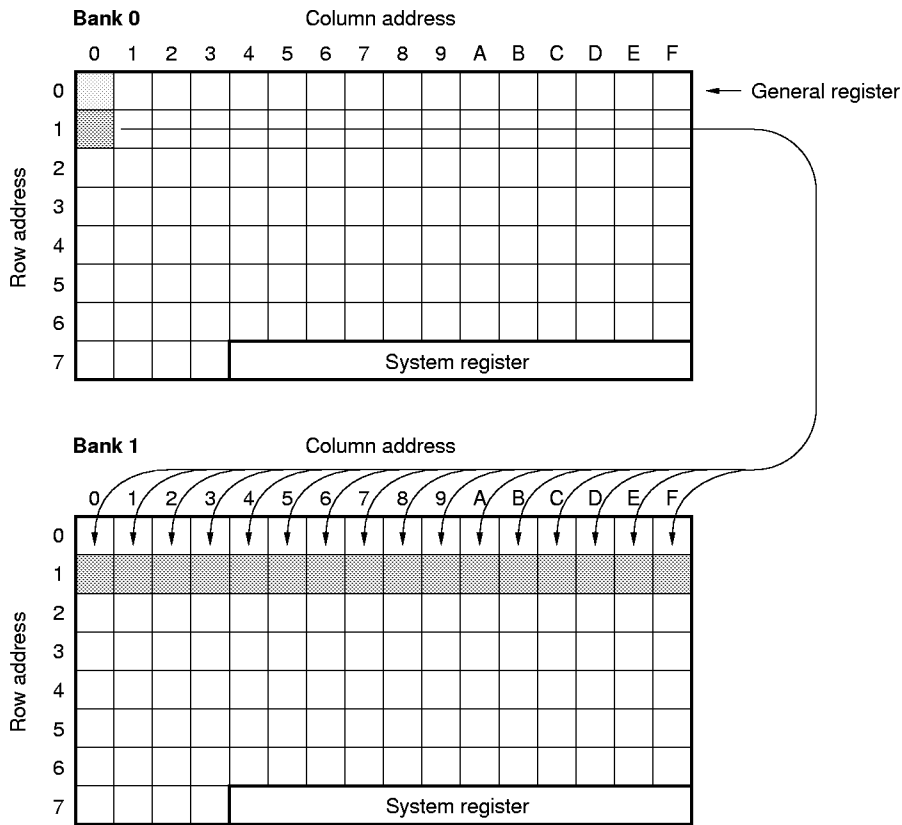 Bank 0 Column address
0 1 2 3 4 5 6 7 8 9 A B C D E F
0 General register
1
2
3
4
5
6
7 System register
Row address
Bank 1 Column address
0 1 2 3 4 5 6 7 8 9 A B C D E F
0
1
2
3
4
5
6
7 System register
Row address